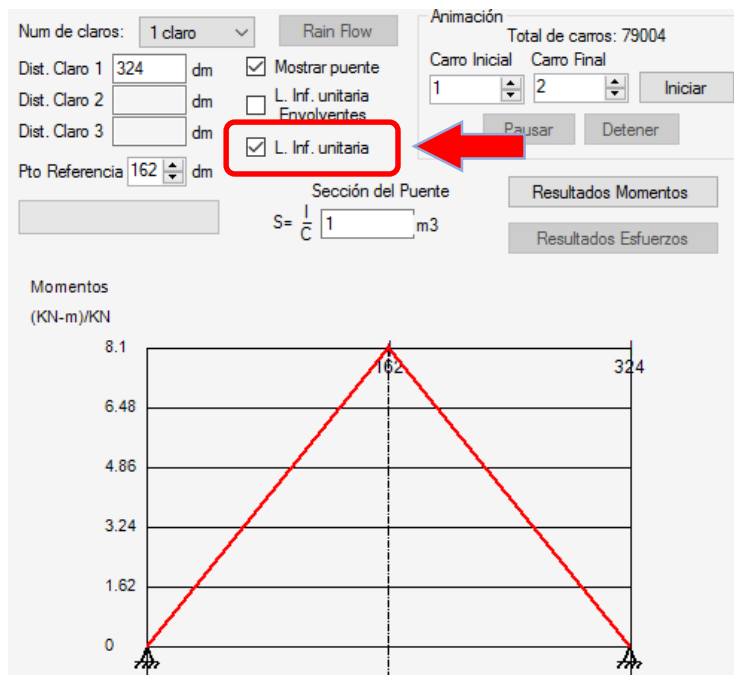 Num de claros: 1 claro
Rain Flow
Dist. Claro 1 324 dm
Dist. Claro 2 dm
Dist. Claro 3 dm
Pto Referencia 162 dm
Mostrar puente
L. Inf. unitaria
Envolventes
L. Inf. unitaria
Animación
Total de carros: 79004
Carro Inicial Carro Final
1 2 Iniciar
Pausar Detener
Sección del Puente
S= I/C 1 m3
Resultados Momentos
Resultados Esfuerzos
Momentos
(KN-m)/KN
8.1
162 324
6.48
4.86
3.24
1.62
0